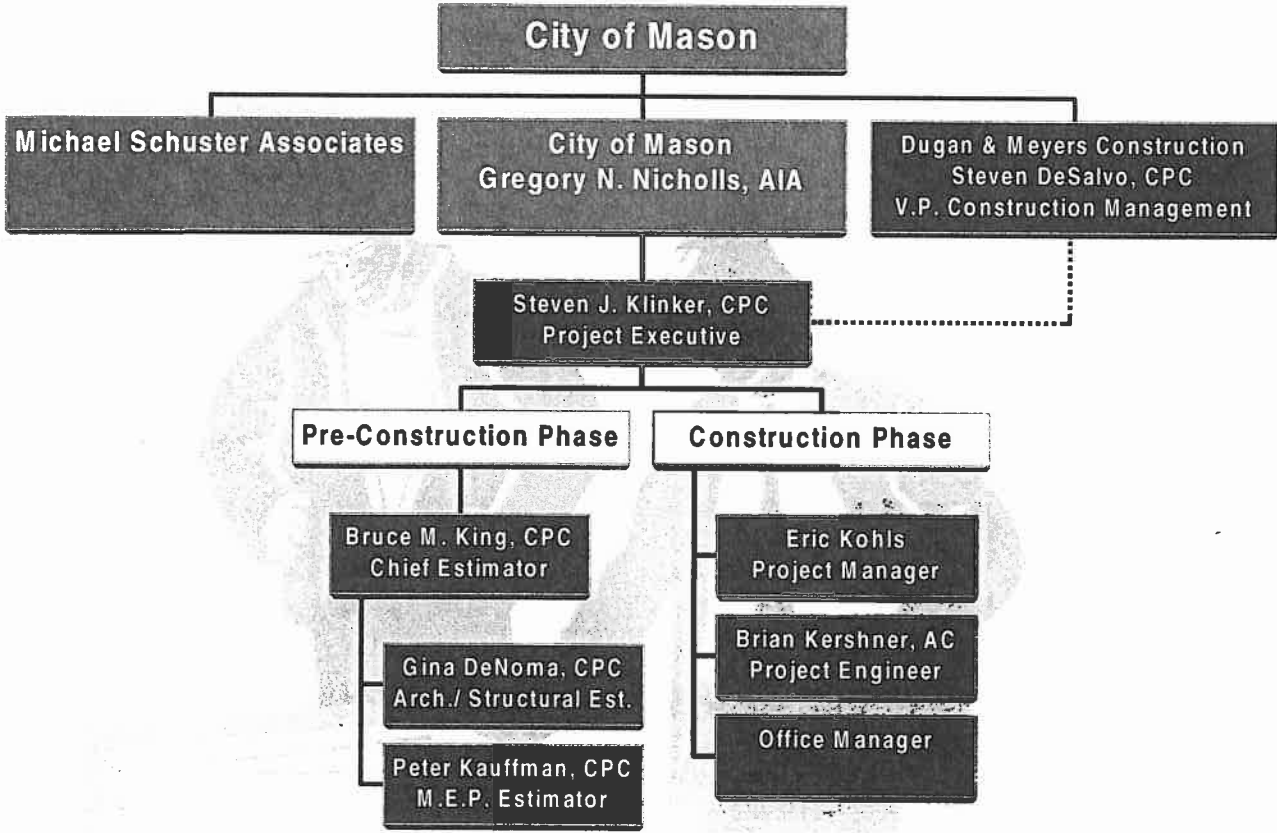 City of Mason
Michael Schuster Associates
City of Mason
Gregory N. Nicholls, AIA
Dugan & Meyers Construction
Steven DeSalvo, CPC
V.P. Construction Management
Steven J. Klinker, CPC
Project Executive
Pre-Construction Phase
Construction Phase
Bruce M. King, CPC
Chief Estimator
Gina DeNoma, CPC
Arch./ Structural Est.
Peter Kauffman, CPC
M.E.P. Estimator
Eric Kohls
Project Manager
Brian Kershner, AC
Project Engineer
Office Manager